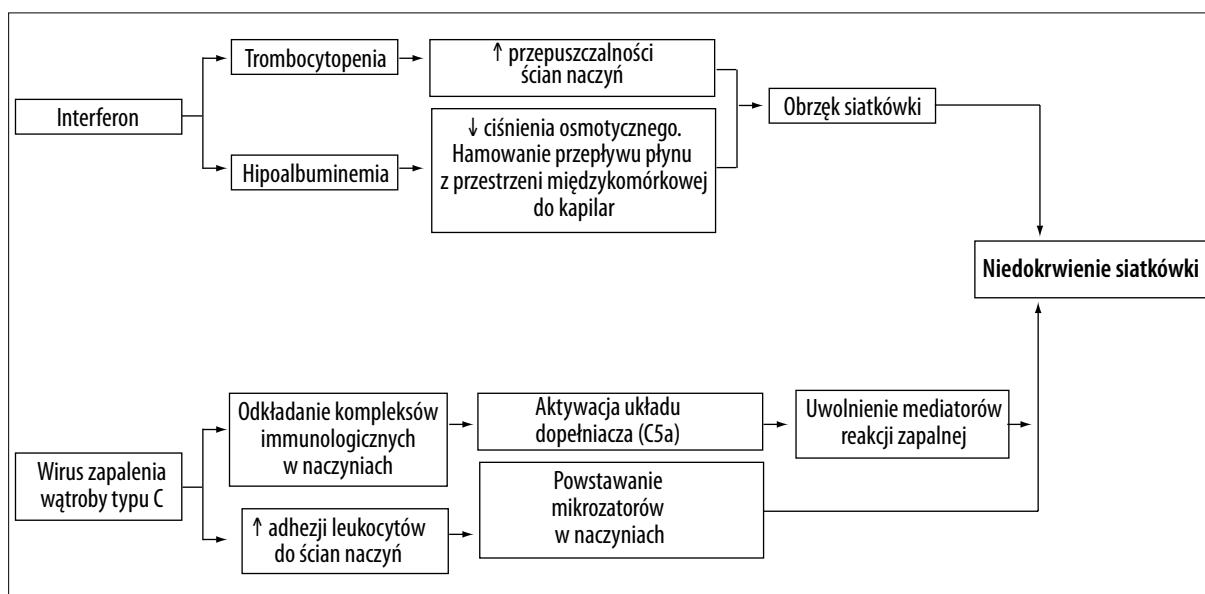 Interferon
Trombocytopenia
↑ przepuszczalności
ścian naczyń
Hipoalbuminemia
↓ ciśnienia osmotycznego.
Hamowanie przepływu płynu
z przestrzeni międzykomórkowej
do kapilar
Obrzęk siatkówki
Niedokrwienie siatkówki
Wirus zapalenia
wątroby typu C
Odkładanie kompleksów
immunologicznych
w naczyniach
Aktywacja układu
dopełniacza (C5a)
Uwolnienie mediatorów
reakcji zapalnej
↑ adhezji leukocytów
do ścian naczyń
Powstawanie
mikrozatorów
w naczyniach